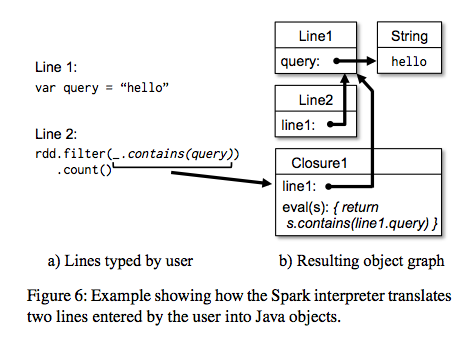 Line 1:
var query = “hello”
Line 2:
rdd.filter(_.contains(query))
.count()
Line1
query:
String
hello
Line2
line1:
Closure1
line1:
eval(s): { return
s.contains(line1.query) }
a) Lines typed by user
b) Resulting object graph
Figure 6: Example showing how the Spark interpreter translates
two lines entered by the user into Java objects.